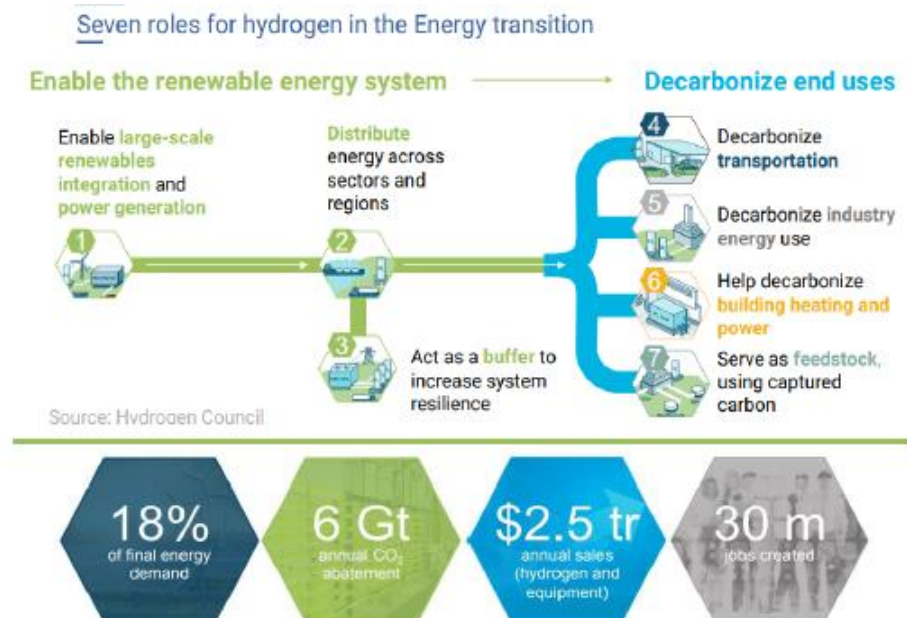 Seven roles for hydrogen in the Energy transition
Enable the renewable energy system
Decarbonize end uses
Enable large-scale
renewables
integration and
power generation
1
Distribute
energy across
sectors and
regions
2
3
Act as a buffer to
increase system
resilience
4
Decarbonize
transportation
5
Decarbonize industry
energy use
6
Help decarbonize
building heating and
power
7
Serve as feedstock,
using captured
carbon
Source: Hydrogen Council
18%
of final energy
demand
6 Gt
annual CO₂
abatement
$2.5 tr
annual sales
(hydrogen and
equipment)
30 m
jobs created